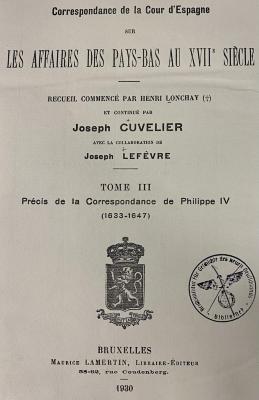 Correspondance de la Cour d'Espagne
SUR
LES AFFAIRES DES PAYS-BAS AU XVIIe SIÈCLE
RECUEIL COMMENCÉ PAR HENRI LONCHAY (†)
ET CONTINUÉ PAR
Joseph CUVELIER
AVEC LA COLLABORATION DE
Joseph LEFÈVRE
TOME III
Précis de la Correspondance de Philippe IV
(1633-1647)
BRUXELLES
MAURICE LAMERTIN, LIBRAIRE-ÉDITEUR
58-62, rue Coudenberg.
1930
Bibliothek